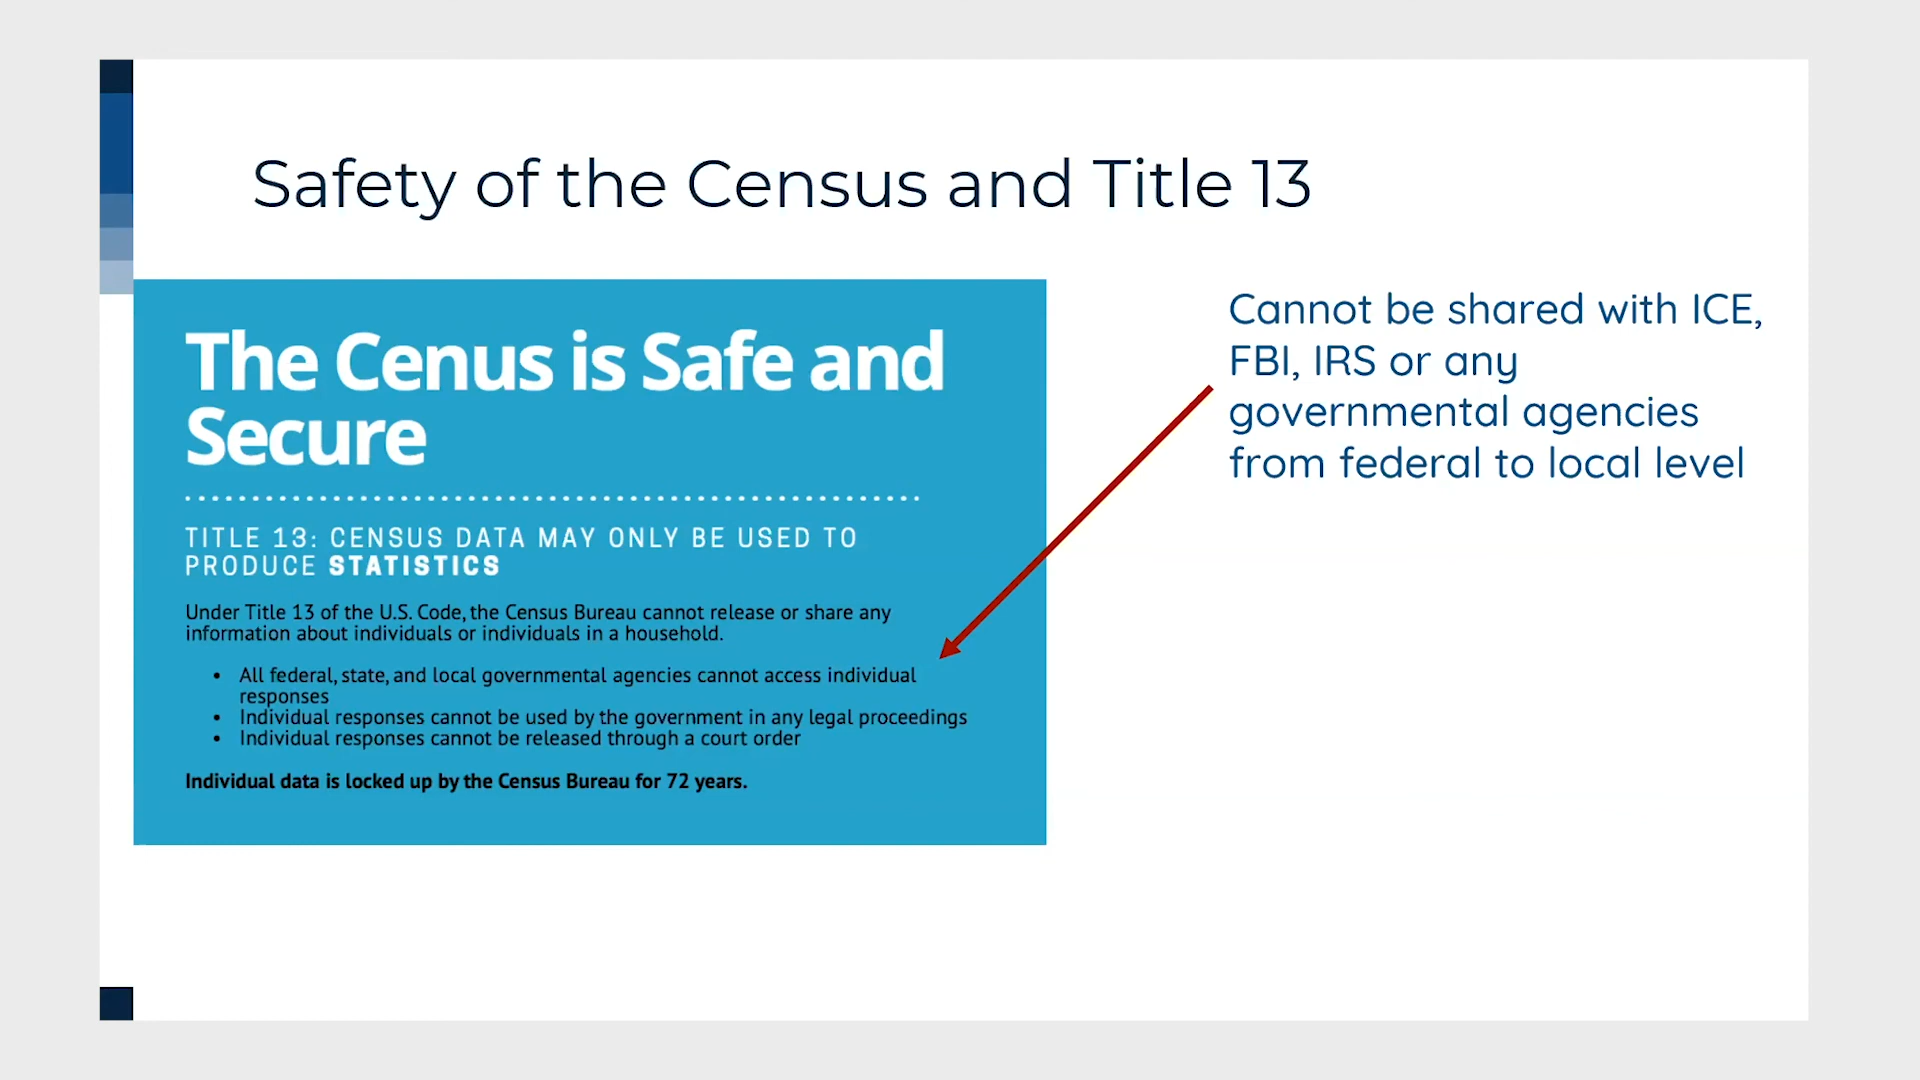 Safety of the Census and Title 13
The Cenus is Safe and
Secure
TITLE 13: CENSUS DATA MAY ONLY BE USED TO
PRODUCE STATISTICS
Under Title 13 of the U.S. Code, the Census Bureau cannot release or share any
information about individuals or individuals in a household.
• All federal, state, and local governmental agencies cannot access individual
responses
• Individual responses cannot be used by the government in any legal proceedings
• Individual responses cannot be released through a court order
Individual data is locked up by the Census Bureau for 72 years.
Cannot be shared with ICE,
FBI, IRS or any
governmental agencies
from federal to local level